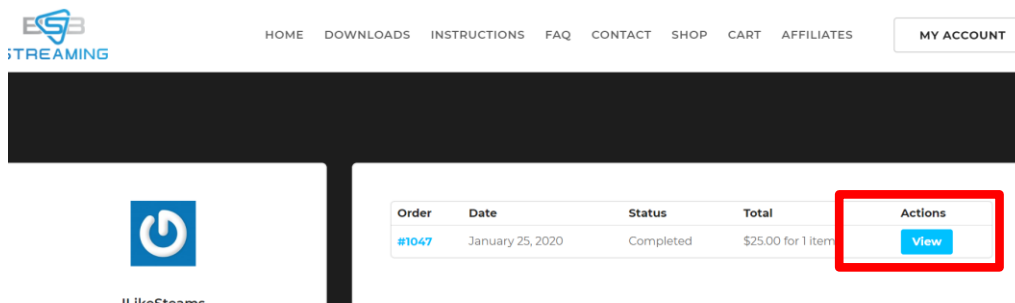 ESB
STREAMING
HOME DOWNLOADS INSTRUCTIONS FAQ CONTACT SHOP CART AFFILIATES MY ACCOUNT
Order Date Status Total Actions
#1047 January 25, 2020 Completed $25.00 for 1 item View